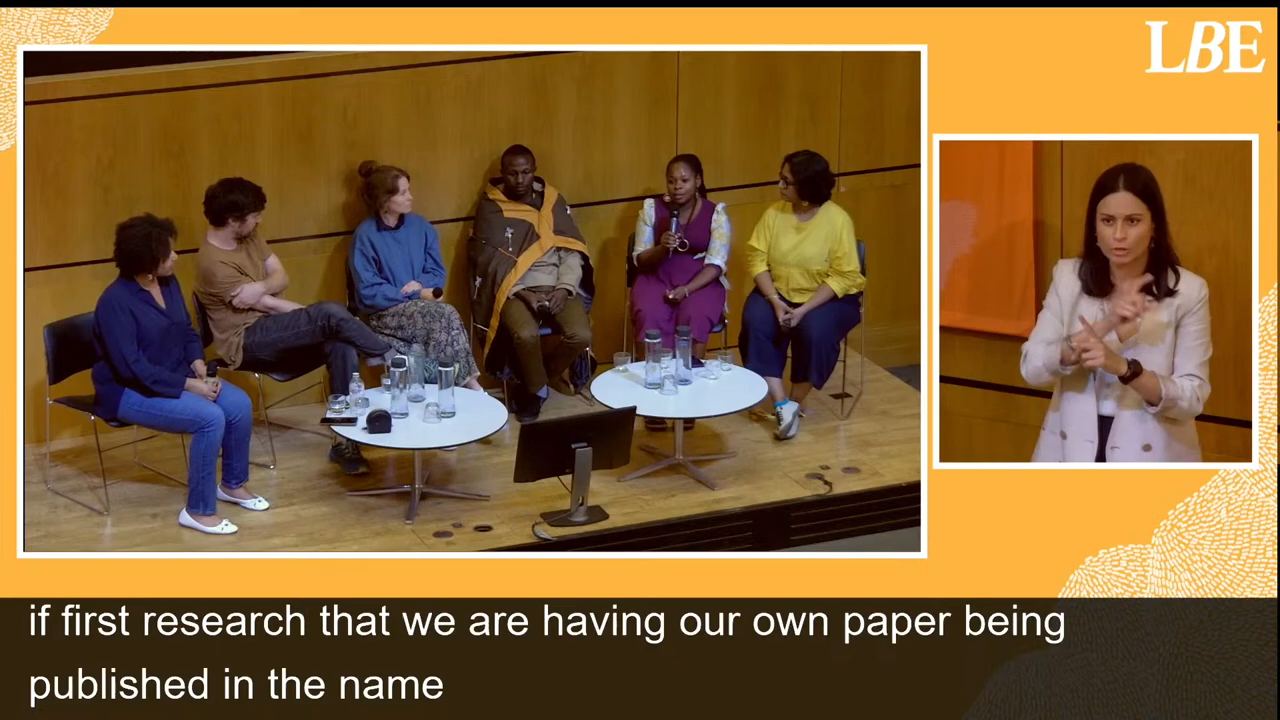 LBE
if first research that we are having our own paper being
published in the name